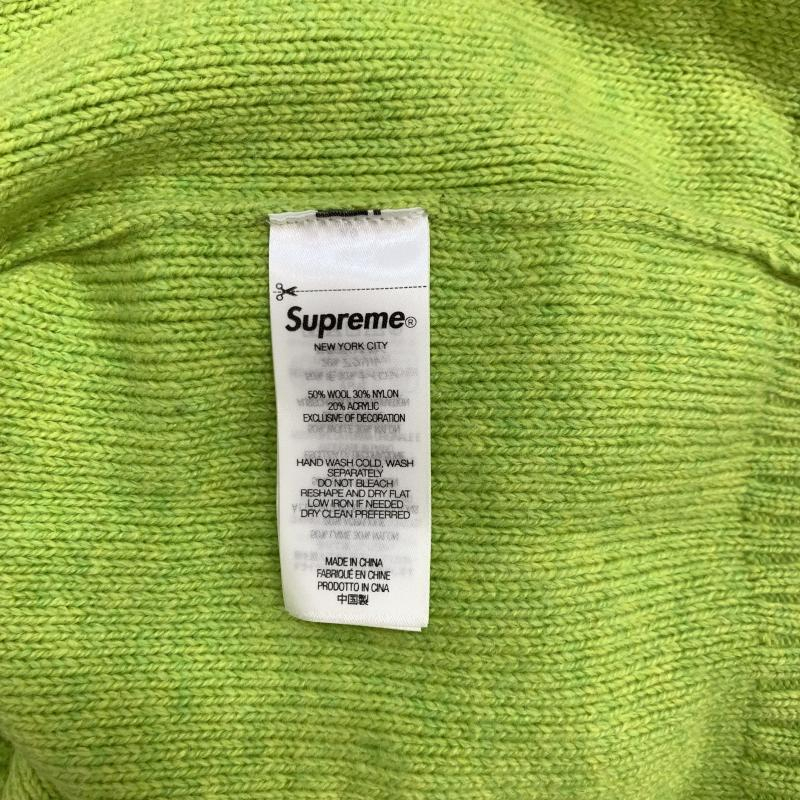 Supreme®
NEW YORK CITY
50% WOOL 30% NYLON
20% ACRYLIC
EXCLUSIVE OF DECORATION
HAND WASH COLD, WASH
SEPARATELY
DO NOT BLEACH
RESHAPE AND DRY FLAT
LOW IRON IF NEEDED
DRY CLEAN PREFERRED
MADE IN CHINA
FABRIQUÉ EN CHINE
PRODOTTO IN CINA
中国製